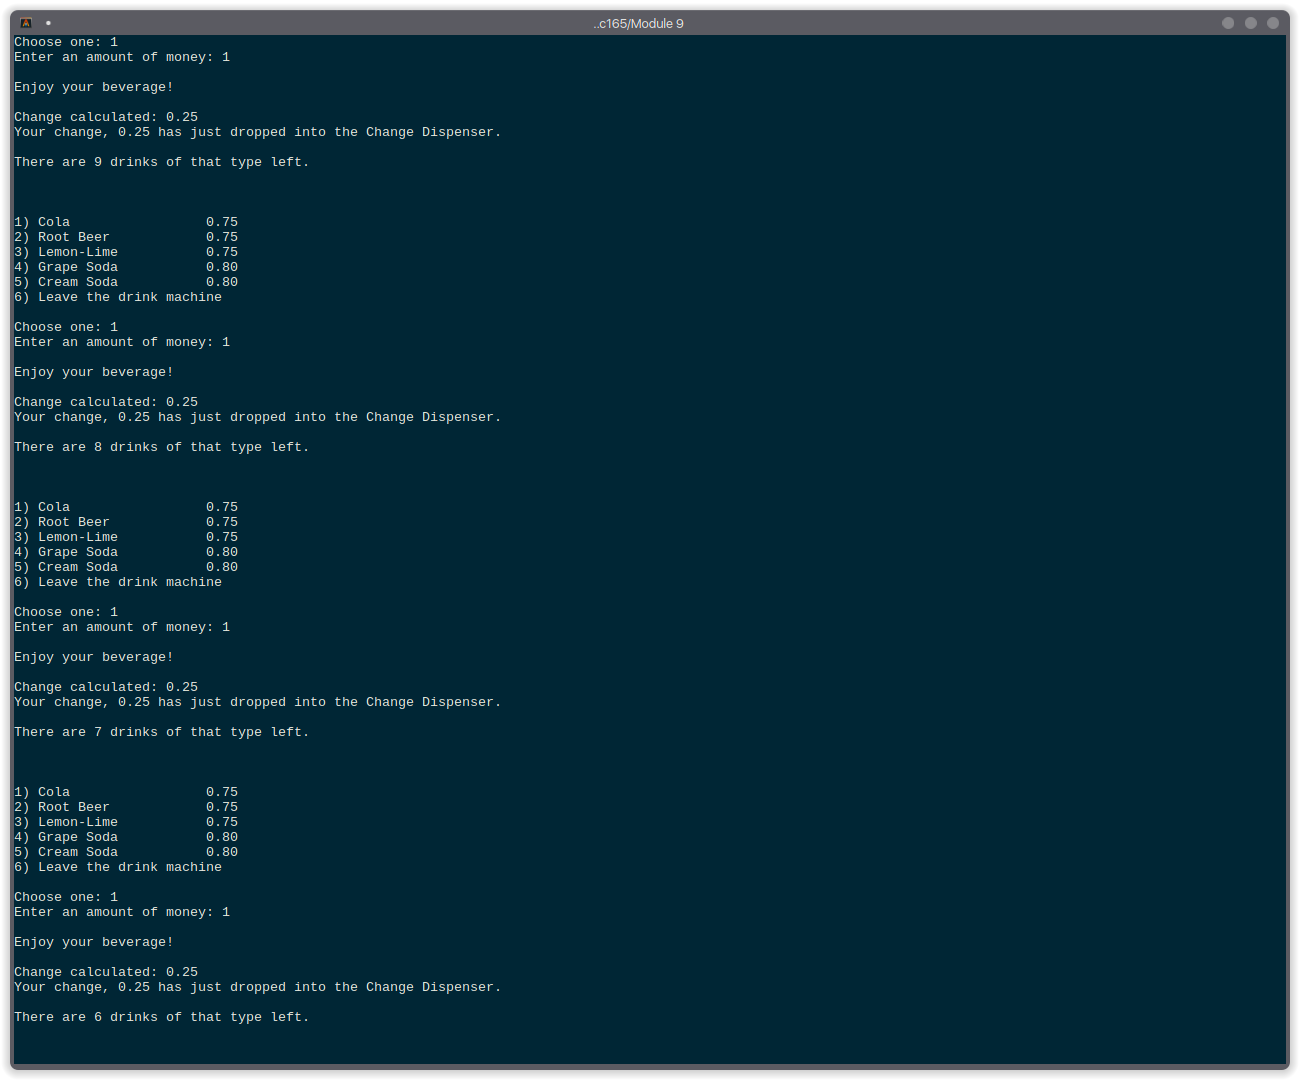 ..c165/Module 9
Choose one: 1
Enter an amount of money: 1
Enjoy your beverage!
Change calculated: 0.25
Your change, 0.25 has just dropped into the Change Dispenser.
There are 9 drinks of that type left.
1) Cola                 0.75
2) Root Beer            0.75
3) Lemon-Lime           0.75
4) Grape Soda           0.80
5) Cream Soda           0.80
6) Leave the drink machine
Choose one: 1
Enter an amount of money: 1
Enjoy your beverage!
Change calculated: 0.25
Your change, 0.25 has just dropped into the Change Dispenser.
There are 8 drinks of that type left.
1) Cola                 0.75
2) Root Beer            0.75
3) Lemon-Lime           0.75
4) Grape Soda           0.80
5) Cream Soda           0.80
6) Leave the drink machine
Choose one: 1
Enter an amount of money: 1
Enjoy your beverage!
Change calculated: 0.25
Your change, 0.25 has just dropped into the Change Dispenser.
There are 7 drinks of that type left.
1) Cola                 0.75
2) Root Beer            0.75
3) Lemon-Lime           0.75
4) Grape Soda           0.80
5) Cream Soda           0.80
6) Leave the drink machine
Choose one: 1
Enter an amount of money: 1
Enjoy your beverage!
Change calculated: 0.25
Your change, 0.25 has just dropped into the Change Dispenser.
There are 6 drinks of that type left.